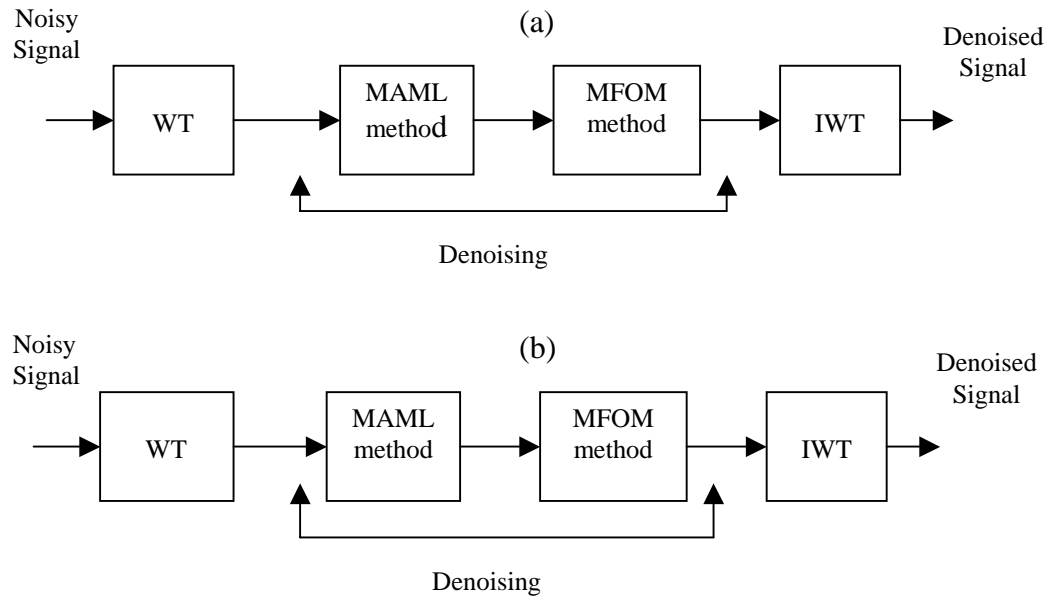 Noisy
Signal
(a)
Denoised
Signal
WT
MAML
method
MFOM
method
IWT
Denoising
Noisy
Signal
(b)
Denoised
Signal
WT
MAML
method
MFOM
method
IWT
Denoising